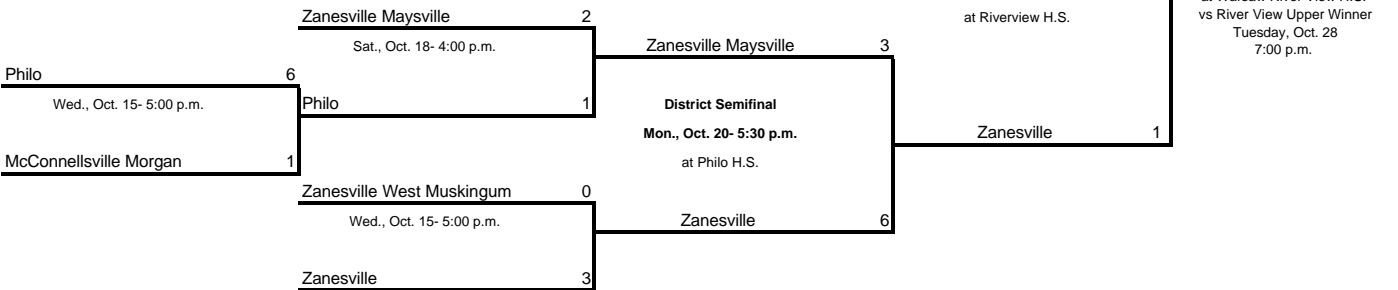 vs River View Upper Winner
Tuesday, Oct. 28
7:00 p.m.
Zanesville Maysville 2
at Riverview H.S.
Sat., Oct. 18- 4:00 p.m.
Zanesville Maysville 3
Philo 6
Wed., Oct. 15- 5:00 p.m.
Philo 1
District Semifinal
Mon., Oct. 20- 5:30 p.m.
Zanesville 1
McConnellsville Morgan 1
at Philo H.S.
Zanesville West Muskingum 0
Wed., Oct. 15- 5:00 p.m.
Zanesville 6
Zanesville 3